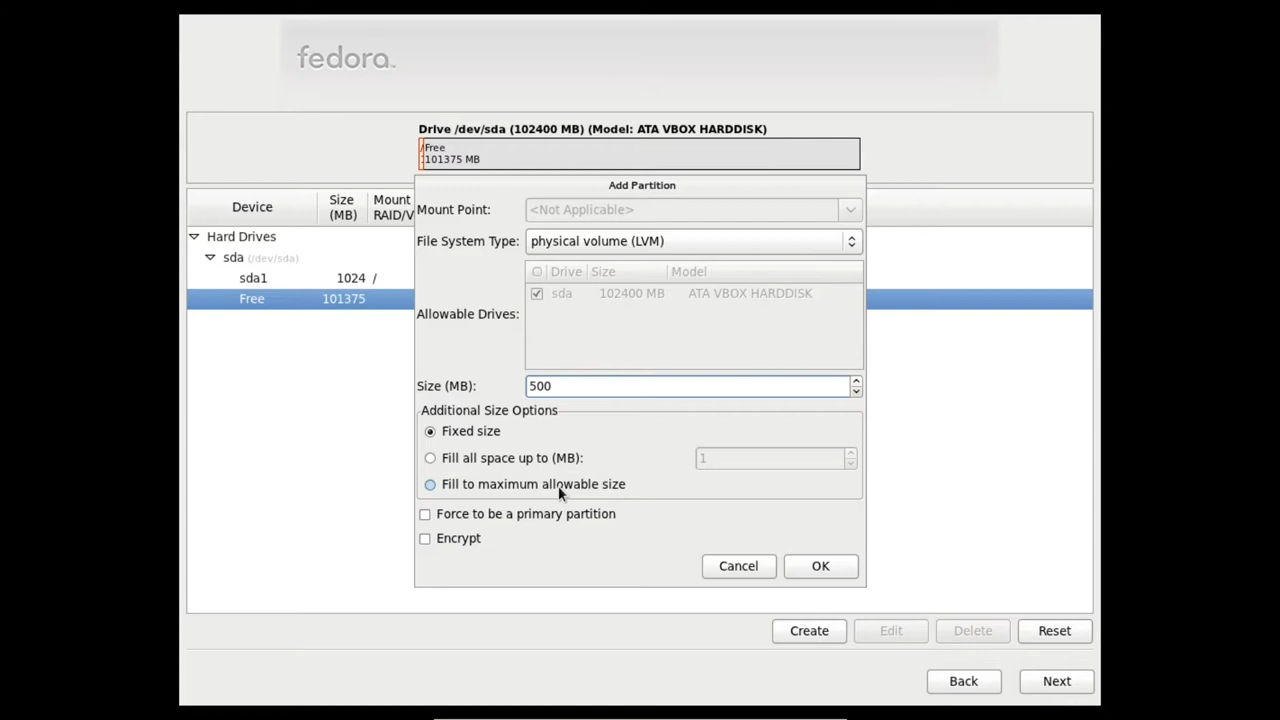 fedora.
Drive /dev/sda (102400 MB) (Model: ATA VBOX HARDDISK)
Free
101375 MB
Device
Size
(MB)
Mount
RAID/V
Hard Drives
sda (/dev/sda)
sda1 1024 /
Free 101375
Add Partition
Mount Point: <Not Applicable>
File System Type: physical volume (LVM)
Allowable Drives:
Drive Size Model
sda 102400 MB ATA VBOX HARDDISK
Size (MB): 500
Additional Size Options
Fixed size
Fill all space up to (MB): 1
Fill to maximum allowable size
Force to be a primary partition
Encrypt
Cancel OK
Create Edit Delete Reset
Back Next